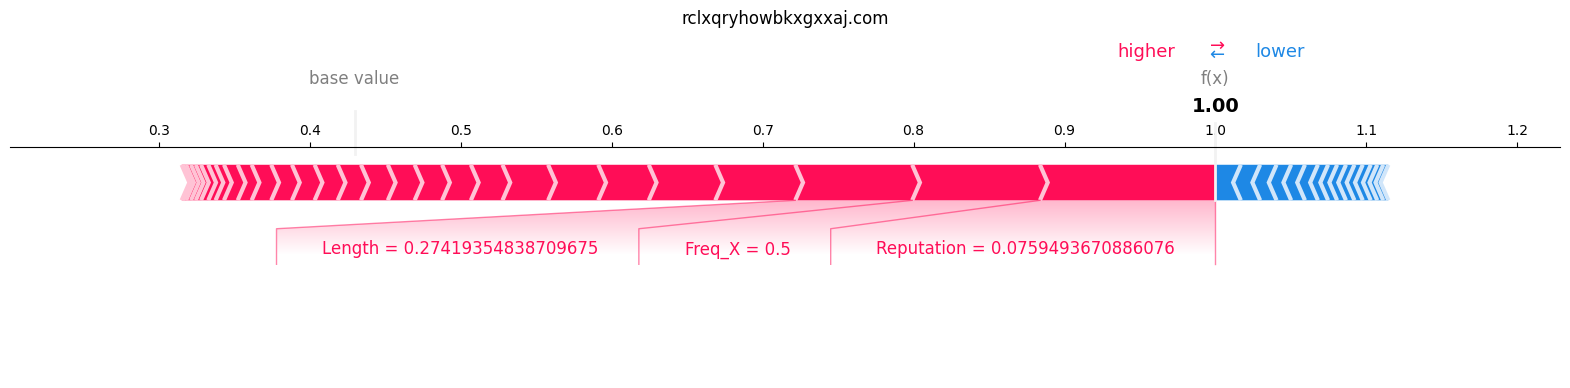 rclxqryhowbkxgxxaj.com
higher → ← lower
base value f(x)
1.00
0.3 0.4 0.5 0.6 0.7 0.8 0.9 1.0 1.1 1.2
Length = 0.27419354838709675 Freq_X = 0.5 Reputation = 0.0759493670886076